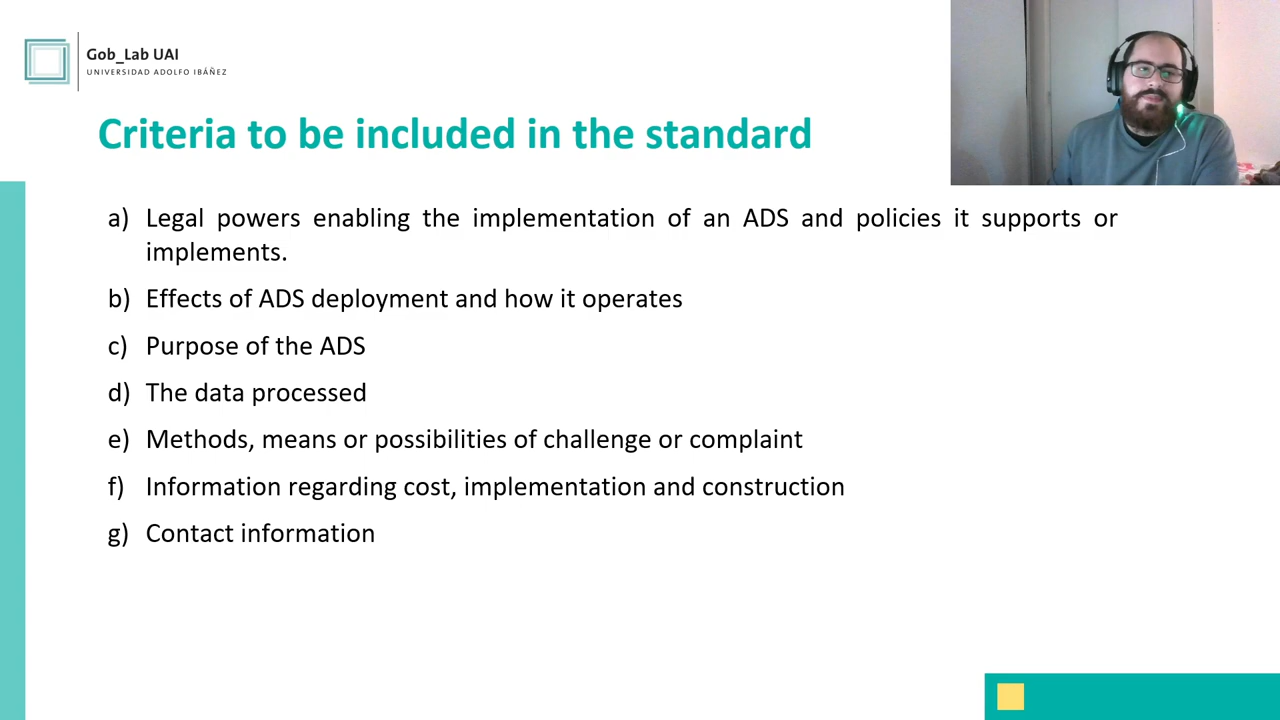 Gob_Lab UAI
UNIVERSIDAD ADOLFO IBÁÑEZ
Criteria to be included in the standard
a) Legal powers enabling the implementation of an ADS and policies it supports or
implements.
b) Effects of ADS deployment and how it operates
c) Purpose of the ADS
d) The data processed
e) Methods, means or possibilities of challenge or complaint
f) Information regarding cost, implementation and construction
g) Contact information